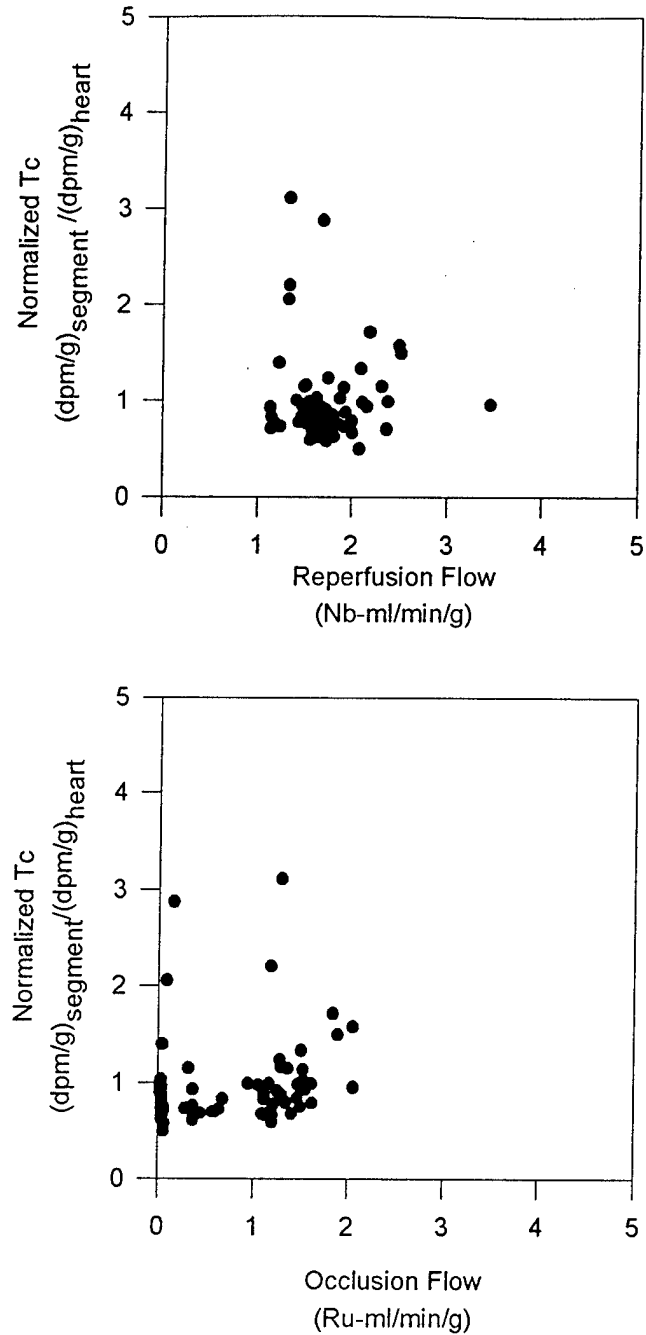 5
4
3
2
1
0
Normalized Tc
(dpm/g)segment/(dpm/g)heart
0 1 2 3 4 5
Reperfusion Flow
(Nb-ml/min/g)
5
4
3
2
1
0
Normalized Tc
(dpm/g)segment/(dpm/g)heart
0 1 2 3 4 5
Occlusion Flow
(Ru-ml/min/g)